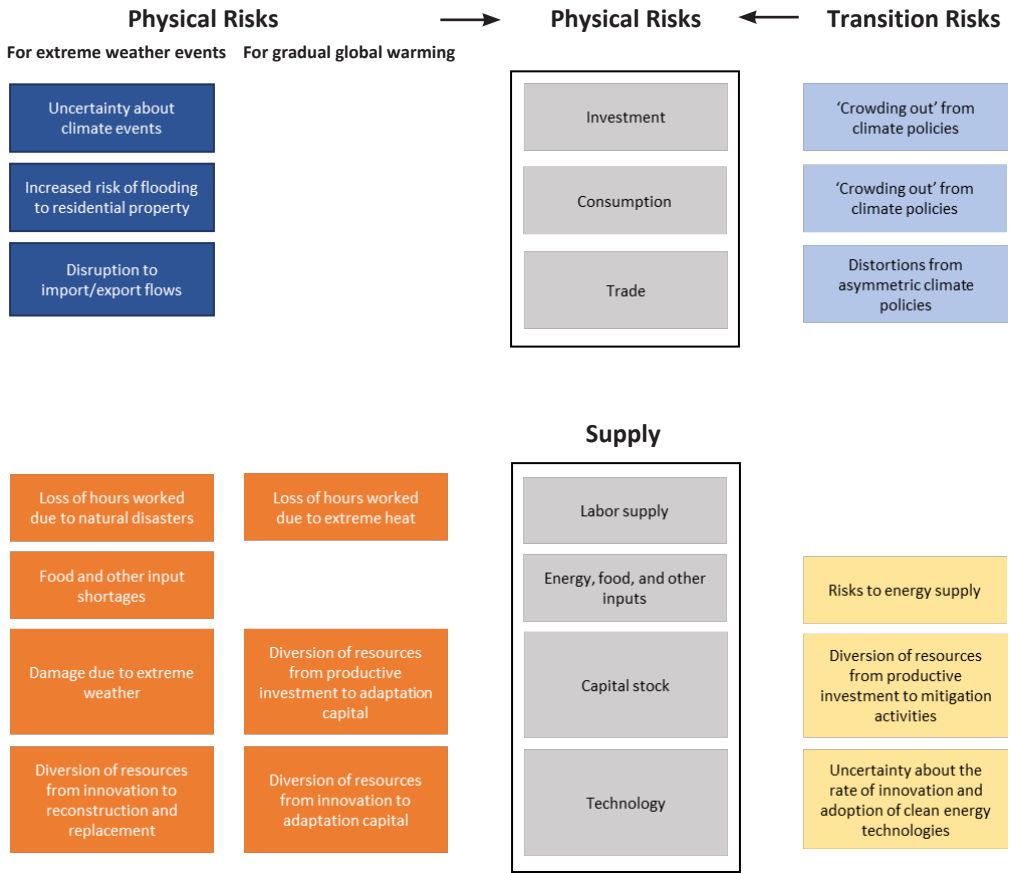 Physical Risks
Physical Risks
Transition Risks
For extreme weather events
For gradual global warming
Uncertainty about
climate events
Investment
‘Crowding out’ from
climate policies
Increased risk of flooding
to residential property
Consumption
‘Crowding out’ from
climate policies
Disruption to
import/export flows
Trade
Distortions from
asymmetric climate
policies
Supply
Loss of hours worked
due to natural disasters
Loss of hours worked
due to extreme heat
Labor supply
Food and other input
shortages
Energy, food, and other
inputs
Risks to energy supply
Damage due to extreme
weather
Diversion of resources
from productive
investment to adaptation
capital
Capital stock
Diversion of resources
from productive
investment to mitigation
activities
Diversion of resources
from innovation to
reconstruction and
replacement
Diversion of resources
from innovation to
adaptation capital
Technology
Uncertainty about the
rate of innovation and
adoption of clean energy
technologies